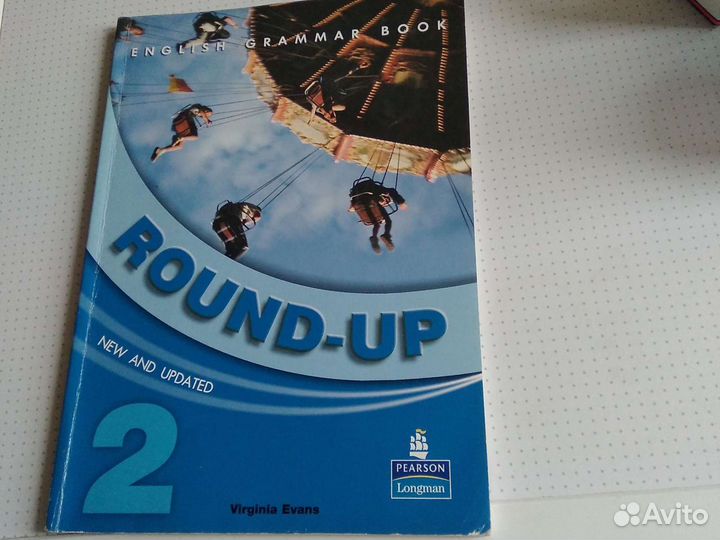 ENGLISH GRAMMAR BOOK
ROUND-UP
NEW AND UPDATED
2
PEARSON
Longman
Virginia Evans
Avito